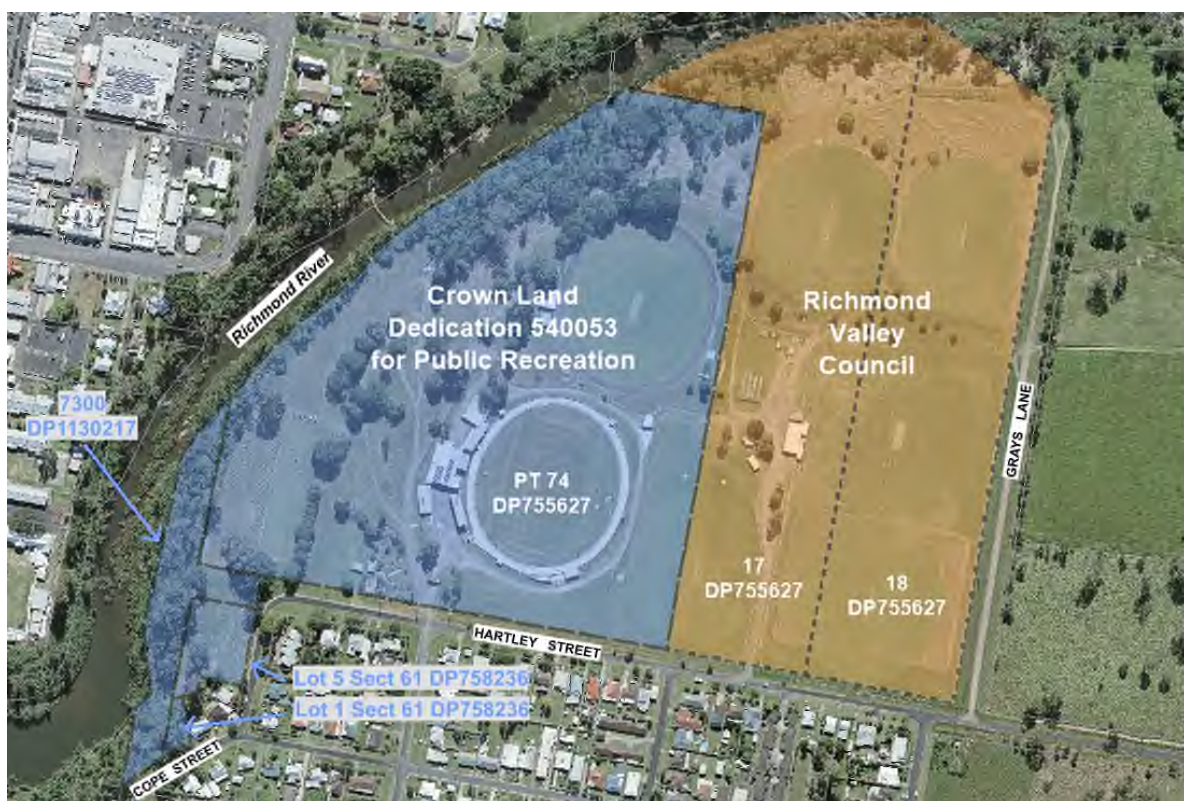 Crown Land
Dedication 540053
for Public Recreation
Richmond
Valley
Council
Richmond River
7300
DP1130217
PT 74
DP755627
17
DP755627
18
DP755627
GRAYS LANE
HARTLEY STREET
Lot 5 Sect 61 DP758236
Lot 1 Sect 61 DP758236
COPE STREET